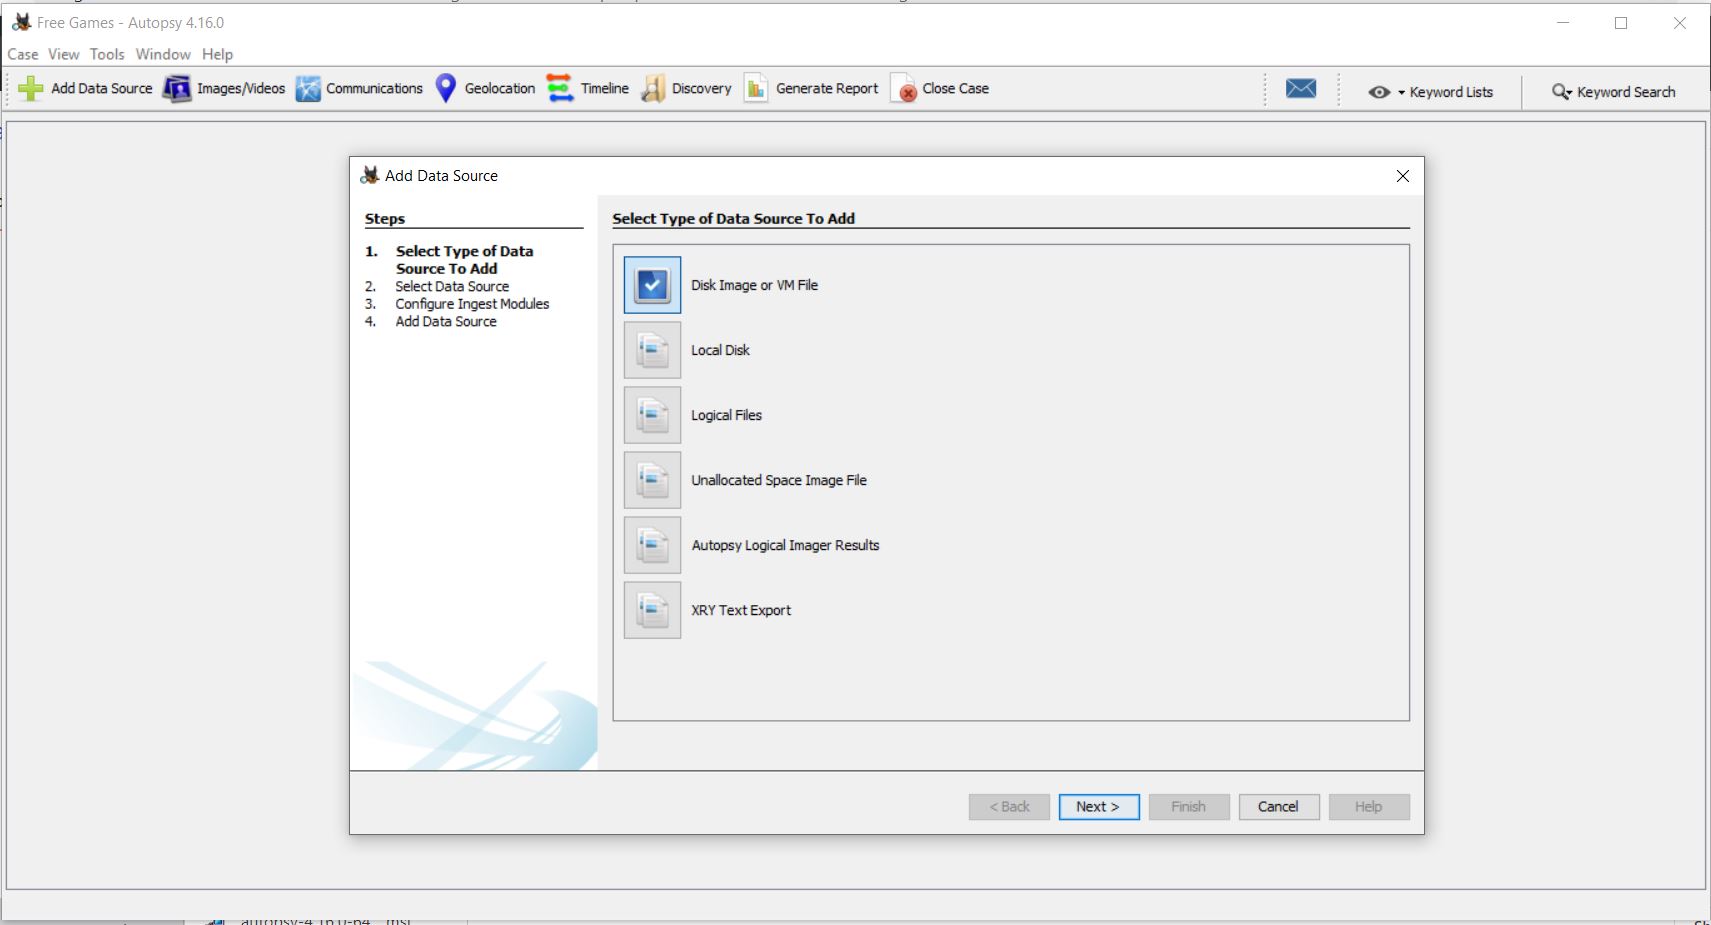 Free Games - Autopsy 4.16.0
Case View Tools Window Help
Add Data Source Images/Videos Communications Geolocation Timeline Discovery Generate Report Close Case Keyword Lists Keyword Search
Add Data Source
Steps
1. Select Type of Data
Source To Add
2. Select Data Source
3. Configure Ingest Modules
4. Add Data Source
Select Type of Data Source To Add
Disk Image or VM File
Local Disk
Logical Files
Unallocated Space Image File
Autopsy Logical Imager Results
XRY Text Export
< Back Next > Finish Cancel Help